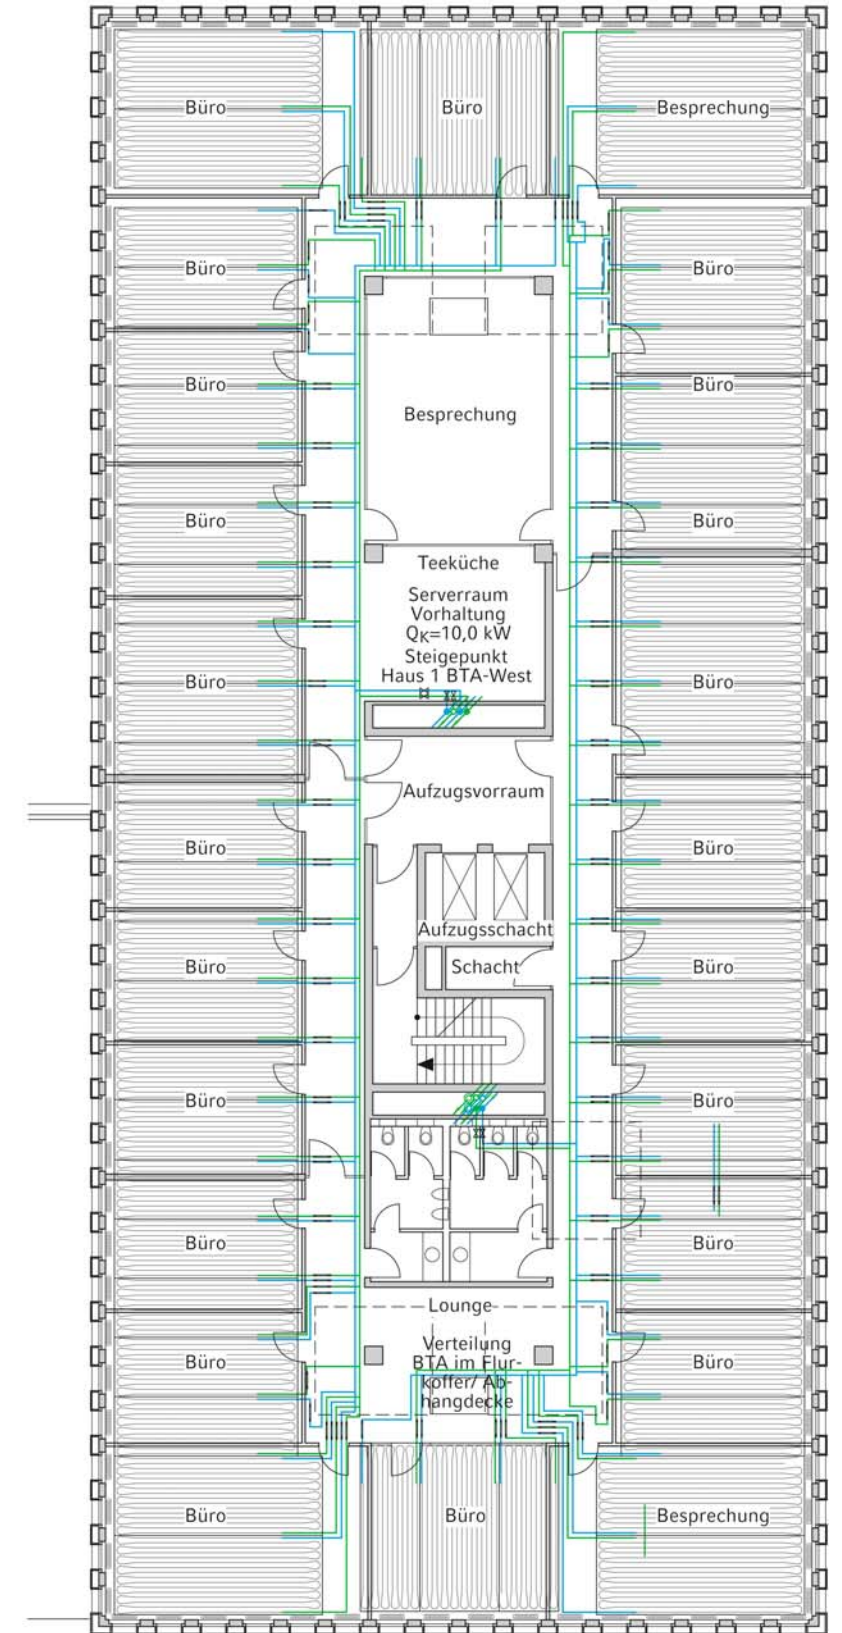 Büro
Büro
Besprechung
Büro
Büro
Büro
Büro
Besprechung
Büro
Büro
Teeküche
Serverraum
Vorhaltung
QK=10,0 kW
Steigepunkt
Haus 1 BTA-West
Büro
Büro
Aufzugsvorraum
Büro
Büro
Aufzugsschacht
Schacht
Büro
Büro
Büro
Büro
Büro
Büro
Lounge
Verteilung
BTA im Flur-
koffer/ Ab-
hangdecke
Büro
Büro
Büro
Büro
Besprechung